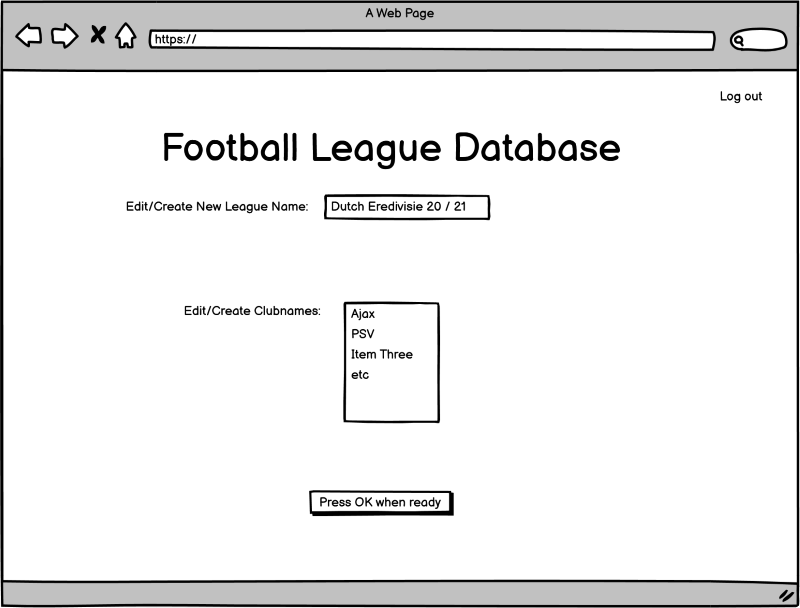 A Web Page
https://
Log out
Football League Database
Edit/Create New League Name: Dutch Eredivisie 20 / 21
Edit/Create Clubnames: Ajax
PSV
Item Three
etc
Press OK when ready